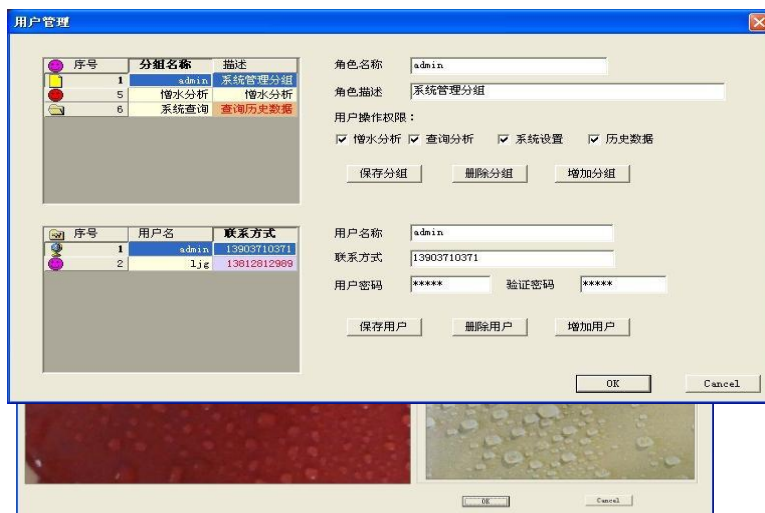 用户管理
序号 分组名称 描述
1 admin 系统管理分组
5 憎水分析 憎水分析
6 系统查询 查询历史数据
角色名称 admin
角色描述 系统管理分组
用户操作权限：
憎水分析 查询分析 系统设置 历史数据
保存分组 删除分组 增加分组
序号 用户名 联系方式
1 admin 13903710371
2 ljg 13812812989
用户名称 admin
联系方式 13903710371
用户密码 ***** 验证密码 *****
保存用户 删除用户 增加用户
OK Cancel
OK Cancel